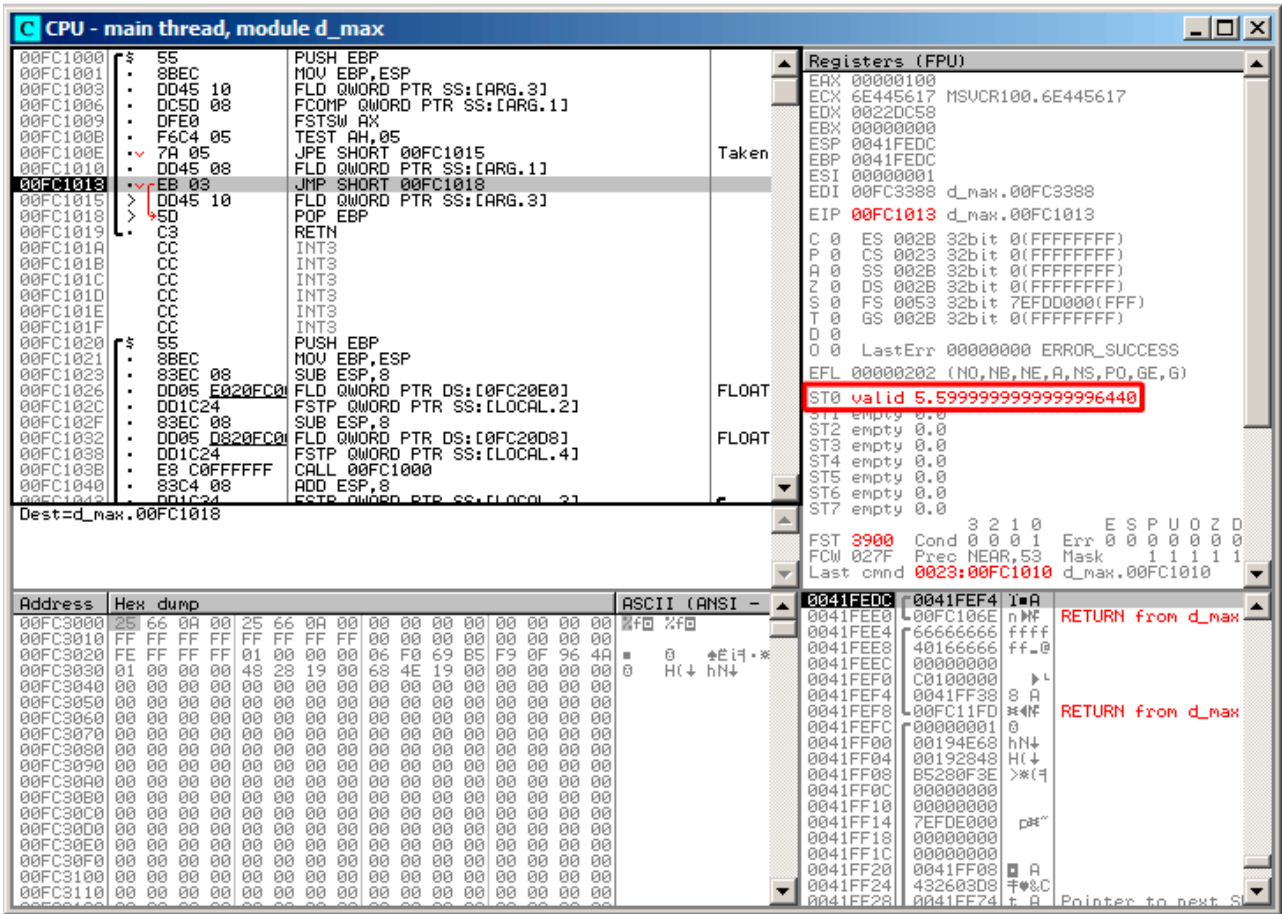 CPU - main thread, module d_max
00FC1000 $ 55 PUSH EBP
00FC1001 · 8BEC MOV EBP,ESP
00FC1003 · DD45 10 FLD QWORD PTR SS:[ARG.3]
00FC1006 · DC5D 08 FCOMP QWORD PTR SS:[ARG.1]
00FC1009 · DFE0 FSTSW AX
00FC100B · F6C4 05 TEST AH,05
00FC100E · 7A 05 JPE SHORT 00FC1015 Taken
00FC1010 · DD45 08 FLD QWORD PTR SS:[ARG.1]
00FC1013 · EB 03 JMP SHORT 00FC1018
00FC1015 > DD45 10 FLD QWORD PTR SS:[ARG.3]
00FC1018 > 5D POP EBP
00FC1019 · C3 RETN
00FC101A CC INT3
00FC101B CC INT3
00FC101C CC INT3
00FC101D CC INT3
00FC101E CC INT3
00FC101F CC INT3
00FC1020 $ 55 PUSH EBP
00FC1021 · 8BEC MOV EBP,ESP
00FC1023 · 83EC 08 SUB ESP,8
00FC1026 · DD05 E020FC0 FLD QWORD PTR DS:[0FC20E0] FLOAT
00FC102C · DD1C24 FSTP QWORD PTR SS:[LOCAL.2]
00FC102F · 83EC 08 SUB ESP,8
00FC1032 · DD05 D820FC0 FLD QWORD PTR DS:[0FC20D8] FLOAT
00FC1038 · DD1C24 FSTP QWORD PTR SS:[LOCAL.4]
00FC103B · E8 C0FFFFFF CALL 00FC1000
00FC1040 · 83C4 08 ADD ESP,8
00FC1043 · DD1C24 FSTP QWORD PTR SS:[LOCAL.2]
Dest=d_max.00FC1018
Registers (FPU)
EAX 00000100
ECX 6E445617 MSVCR100.6E445617
EDX 0022DC58
EBX 00000000
ESP 0041FEDC
EBP 0041FEDC
ESI 00000001
EDI 00FC3388 d_max.00FC3388
EIP 00FC1013 d_max.00FC1013
C 0 ES 002B 32bit 0(FFFFFFFF)
P 0 CS 0023 32bit 0(FFFFFFFF)
A 0 SS 002B 32bit 0(FFFFFFFF)
Z 0 DS 002B 32bit 0(FFFFFFFF)
S 0 FS 0053 32bit 7EFDD000(FFF)
T 0 GS 002B 32bit 0(FFFFFFFF)
D 0
O 0 LastErr 00000000 ERROR_SUCCESS
EFL 00000202 (NO,NB,NE,A,NS,PO,GE,G)
ST0 valid 5.5999999999999996440
ST1 empty 0.0
ST2 empty 0.0
ST3 empty 0.0
ST4 empty 0.0
ST5 empty 0.0
ST6 empty 0.0
ST7 empty 0.0
3 2 1 0 E S P U O Z D
FST 3900 Cond 0 0 0 1 Err 0 0 0 0 0 0 0
FCW 027F Prec NEAR,53 Mask 1 1 1 1 1
Last cmnd 0023:00FC1010 d_max.00FC1010
Address Hex dump ASCII (ANSI -
00FC3000 25 66 0A 00 25 66 0A 00 00 00 00 00 00 00 00 00 %f %f
00FC3010 FF FF FF FF FF FF FF FF 00 00 00 00 00 00 00 00
00FC3020 FE FF FF FF 01 00 00 00 06 F0 69 B5 F9 0F 96 4A
00FC3030 01 00 00 00 48 28 19 00 68 4E 19 00 00 00 00 00 H(↓ hN↓
00FC3040 00 00 00 00 00 00 00 00 00 00 00 00 00 00 00 00
00FC3050 00 00 00 00 00 00 00 00 00 00 00 00 00 00 00 00
00FC3060 00 00 00 00 00 00 00 00 00 00 00 00 00 00 00 00
00FC3070 00 00 00 00 00 00 00 00 00 00 00 00 00 00 00 00
00FC3080 00 00 00 00 00 00 00 00 00 00 00 00 00 00 00 00
00FC3090 00 00 00 00 00 00 00 00 00 00 00 00 00 00 00 00
00FC30A0 00 00 00 00 00 00 00 00 00 00 00 00 00 00 00 00
00FC30B0 00 00 00 00 00 00 00 00 00 00 00 00 00 00 00 00
00FC30C0 00 00 00 00 00 00 00 00 00 00 00 00 00 00 00 00
00FC30D0 00 00 00 00 00 00 00 00 00 00 00 00 00 00 00 00
00FC30E0 00 00 00 00 00 00 00 00 00 00 00 00 00 00 00 00
00FC30F0 00 00 00 00 00 00 00 00 00 00 00 00 00 00 00 00
00FC3100 00 00 00 00 00 00 00 00 00 00 00 00 00 00 00 00
00FC3110 00 00 00 00 00 00 00 00 00 00 00 00 00 00 00 00
0041FEDC 0041FEF4
0041FEE0 00FC106E RETURN from d_max
0041FEE4 66666666 ffff
0041FEE8 40166666 ff_@
0041FEEC 00000000
0041FEF0 C0100000
0041FEF4 0041FF38 8 A
0041FEF8 00FC11FD RETURN from d_max
0041FEFC 00000001
0041FF00 00194E68 hN↓
0041FF04 00192848 H(↓
0041FF08 B5280F3E
0041FF0C 00000000
0041FF10 00000000
0041FF14 7EFDE000
0041FF18 00000000
0041FF1C 00000000
0041FF20 0041FF08
0041FF24 432603D8
0041FF28 0041FF74 t A Pointer to next S